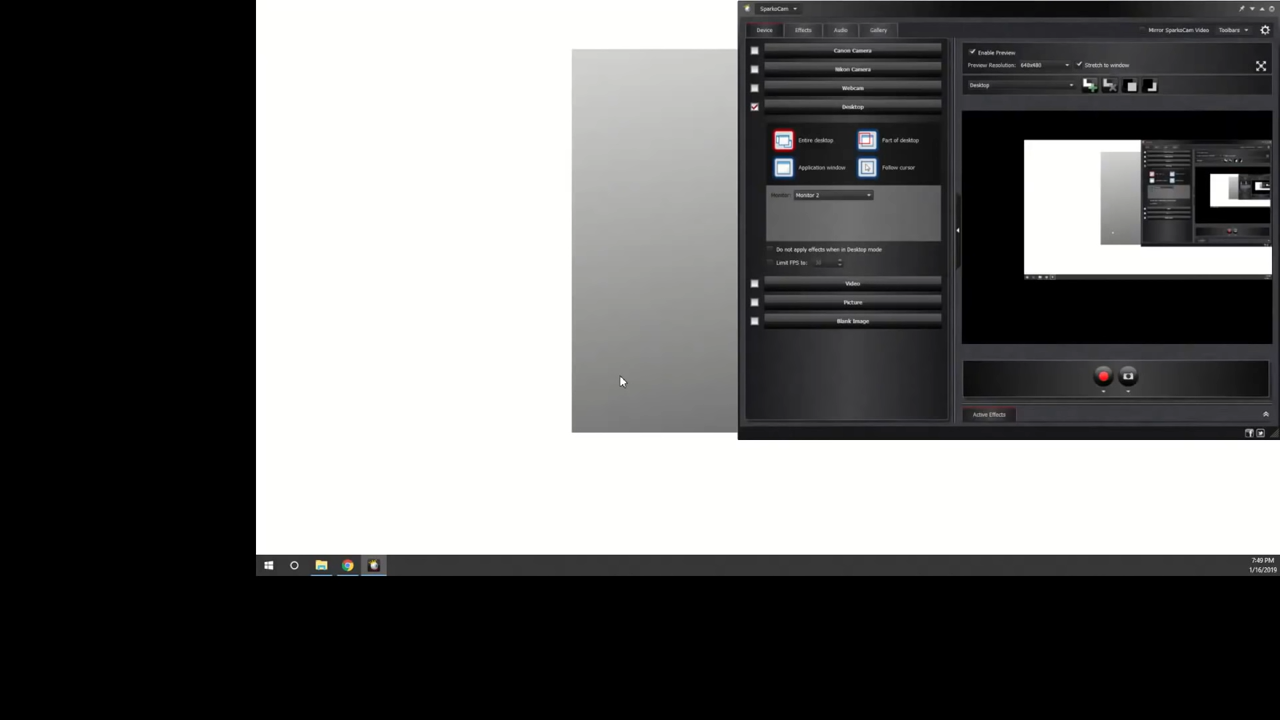 SparkoCam
Device Effects Audio Gallery
Mirror SparkoCam Video Toolbars
Canon Camera
Nikon Camera
Webcam
Desktop
Entire desktop Part of desktop
Application window Follow cursor
Monitor: Monitor 2
Do not apply effects when in Desktop mode
Limit FPS to:
Video
Picture
Blank Image
Enable Preview
Preview Resolution: 640x480 Stretch to window
Desktop
Active Effects
7:49 PM
1/16/2019